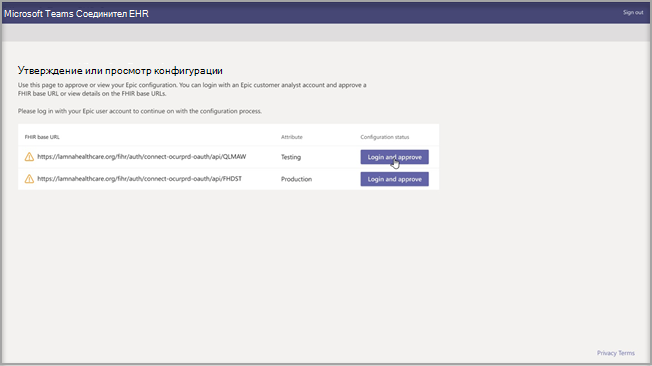 Microsoft Teams Соединител EHR
Sign out
Утверждение или просмотр конфигурации
Use this page to approve or view your Epic configuration. You can login with an Epic customer analyst account and approve a
FHIR base URL or view details on the FHIR base URLs.
Please log in with your Epic user account to continue on with the configuration process.
FHIR base URL Attribute Configuration status
https://lamnahealthcare.org/fihr/auth/connect-ocurprd-oauth/api/QLMAW Testing Login and approve
https://lamnahealthcare.org/fihr/auth/connect-ocurprd-oauth/api/FHDST Production Login and approve
Privacy Terms